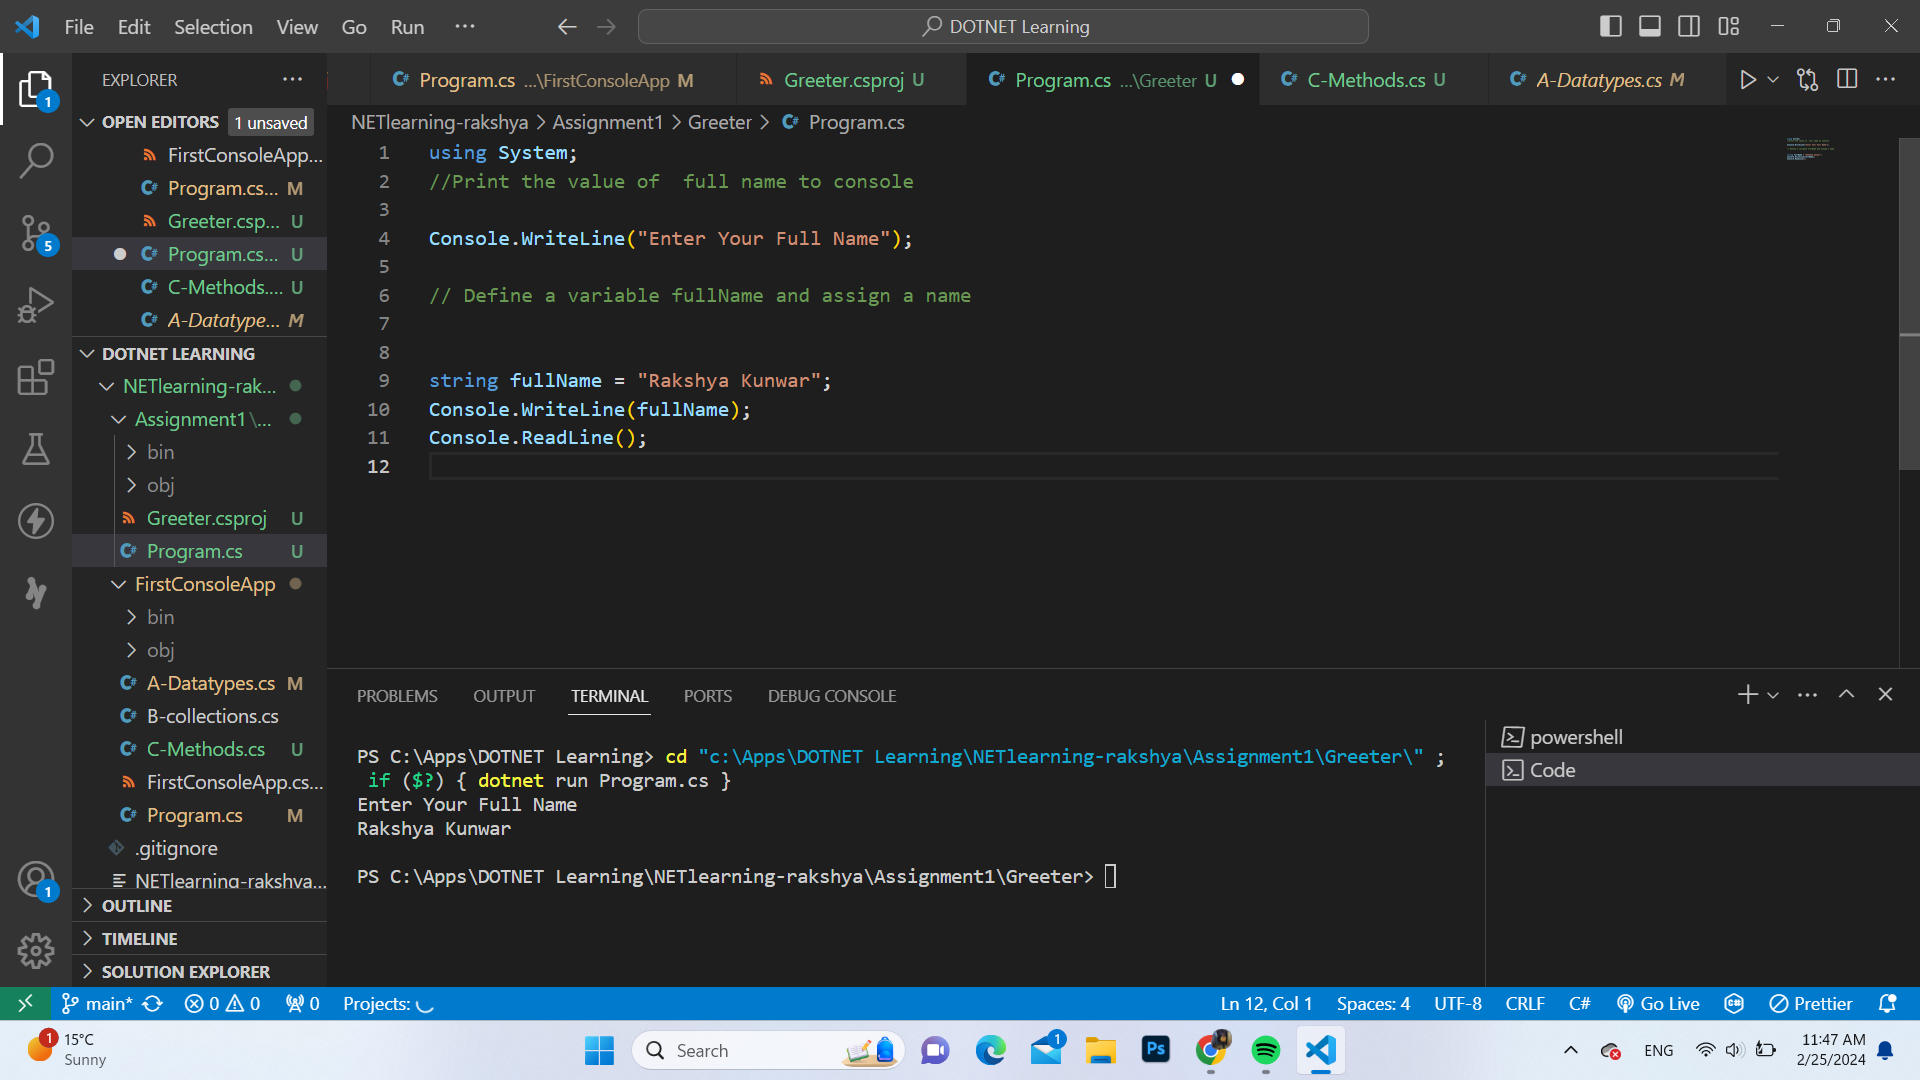 File Edit Selection View Go Run ··· DOTNET Learning
EXPLORER ···
OPEN EDITORS 1 unsaved
FirstConsoleApp...
Program.cs... M
Greeter.csp... U
Program.cs... U
C-Methods.... U
A-Datatype... M
DOTNET LEARNING
NETlearning-rak...
Assignment1\...
bin
obj
Greeter.csproj U
Program.cs U
FirstConsoleApp
bin
obj
A-Datatypes.cs M
B-collections.cs
C-Methods.cs U
FirstConsoleApp.cs...
Program.cs M
.gitignore
NETlearning-rakshya...
OUTLINE
TIMELINE
SOLUTION EXPLORER
1
5
1
Program.cs ...\FirstConsoleApp M Greeter.csproj U Program.cs ...\Greeter U C-Methods.cs U A-Datatypes.cs M
NETlearning-rakshya > Assignment1 > Greeter > Program.cs
1 using System;
2 //Print the value of  full name to console
3
4 Console.WriteLine("Enter Your Full Name");
5
6 // Define a variable fullName and assign a name
7
8
9 string fullName = "Rakshya Kunwar";
10 Console.WriteLine(fullName);
11 Console.ReadLine();
12
PROBLEMS OUTPUT TERMINAL PORTS DEBUG CONSOLE
PS C:\Apps\DOTNET Learning> cd "c:\Apps\DOTNET Learning\NETlearning-rakshya\Assignment1\Greeter\" ;
if ($?) { dotnet run Program.cs }
Enter Your Full Name
Rakshya Kunwar
PS C:\Apps\DOTNET Learning\NETlearning-rakshya\Assignment1\Greeter>
powershell
Code
main* 0 0 0 Projects: Ln 12, Col 1 Spaces: 4 UTF-8 CRLF C# Go Live Prettier
1 15°C
Sunny
Search
1
Ps
ENG
11:47 AM
2/25/2024